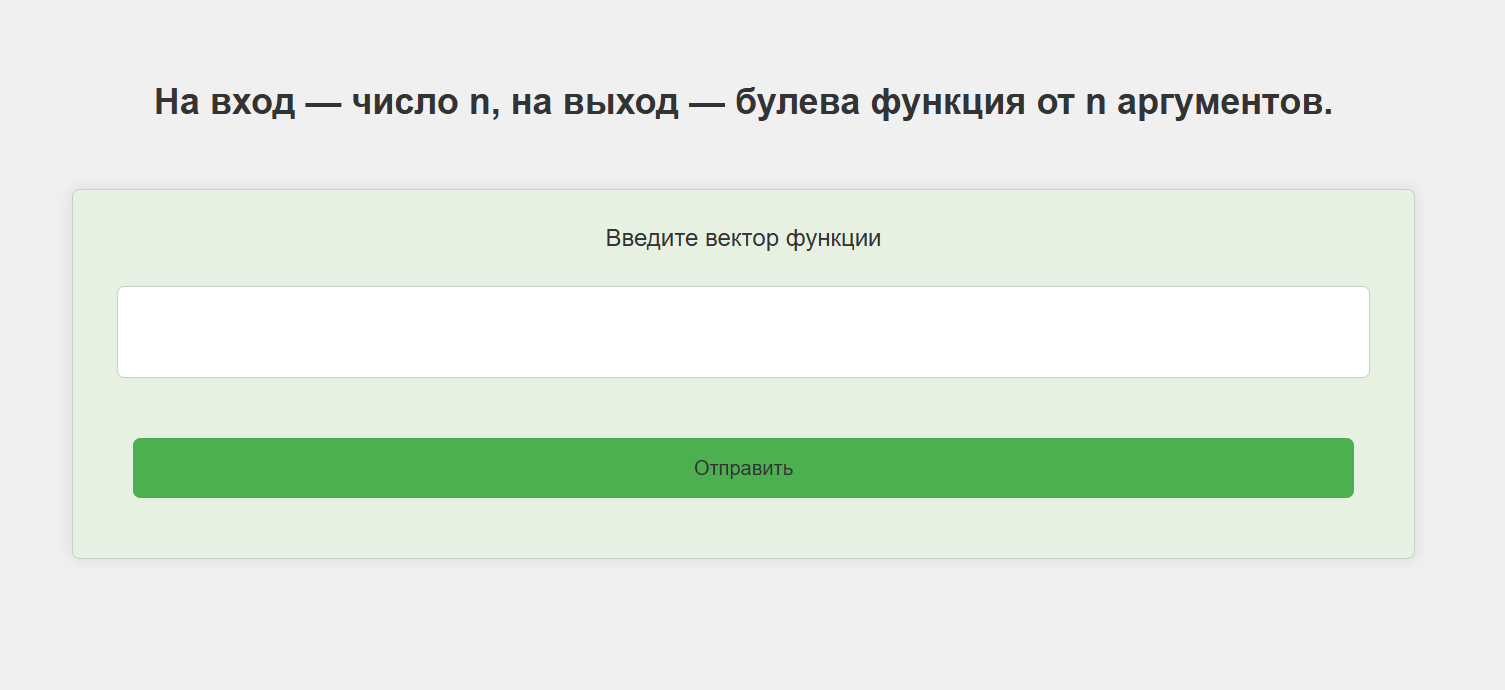 На вход — число n, на выход — булева функция от n аргументов.
Введите вектор функции
Отправить